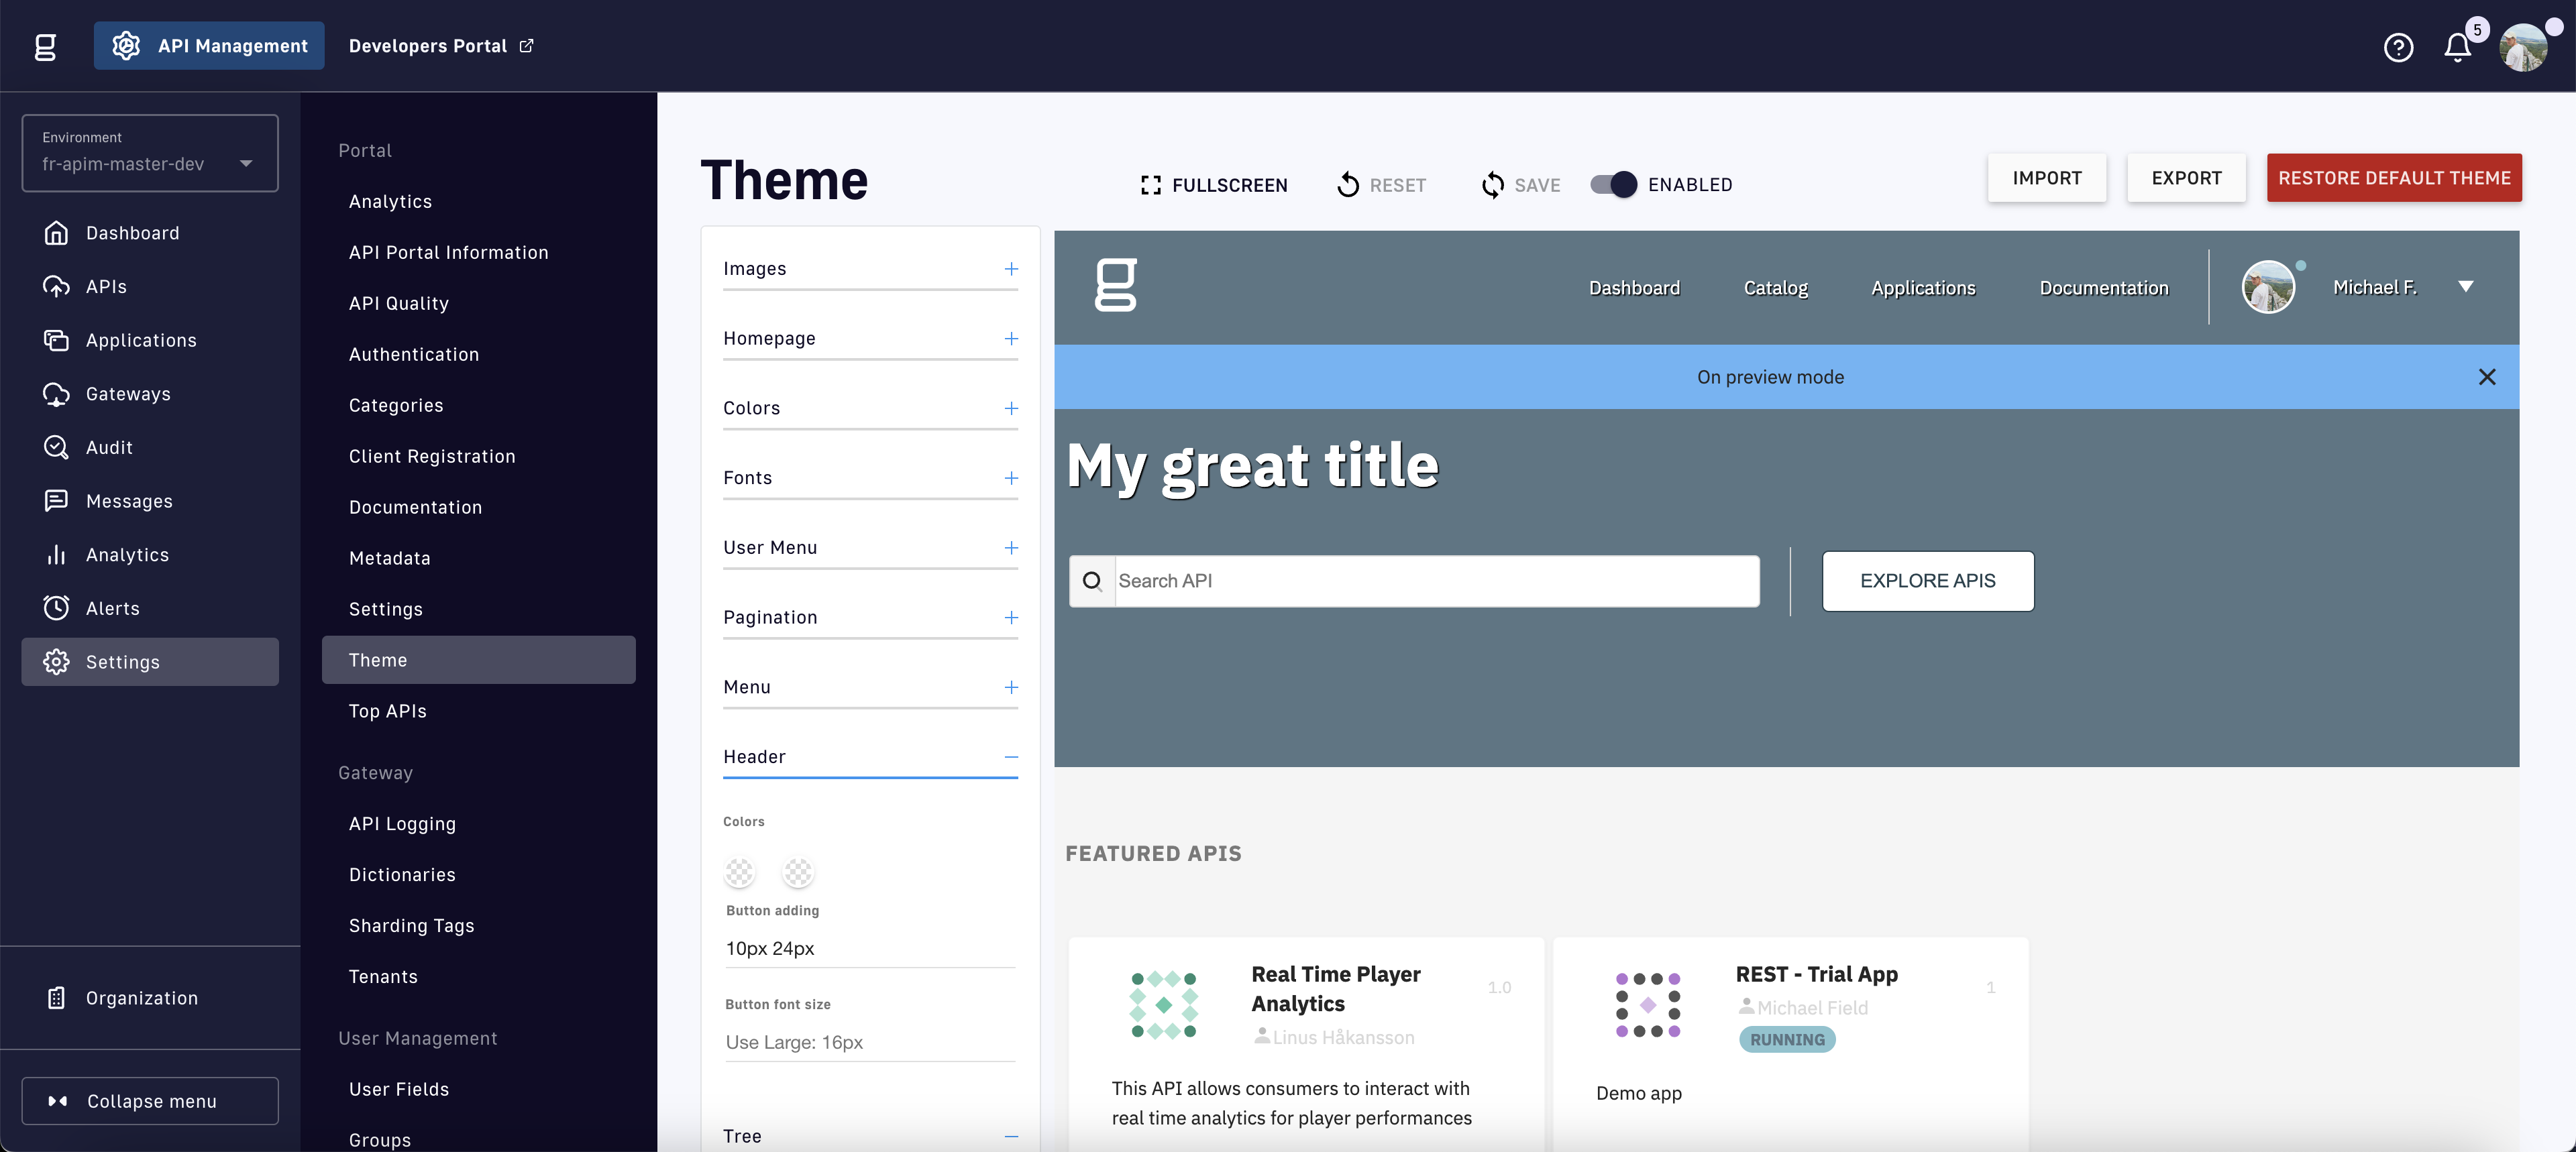 g
API Management
Developers Portal
5
Environment
fr-apim-master-dev
Dashboard
APIs
Applications
Gateways
Audit
Messages
Analytics
Alerts
Settings
Organization
Collapse menu
Portal
Analytics
API Portal Information
API Quality
Authentication
Categories
Client Registration
Documentation
Metadata
Settings
Theme
Top APIs
Gateway
API Logging
Dictionaries
Sharding Tags
Tenants
User Management
User Fields
Groups
Theme
FULLSCREEN
RESET
SAVE
ENABLED
IMPORT
EXPORT
RESTORE DEFAULT THEME
Images
Homepage
Colors
Fonts
User Menu
Pagination
Menu
Header
Colors
Button adding
10px 24px
Button font size
Use Large: 16px
Tree
g
Dashboard
Catalog
Applications
Documentation
Michael F.
On preview mode
My great title
Search API
EXPLORE APIS
FEATURED APIS
Real Time Player
Analytics
1.0
Linus Håkansson
This API allows consumers to interact with
real time analytics for player performances
REST - Trial App
1
Michael Field
RUNNING
Demo app